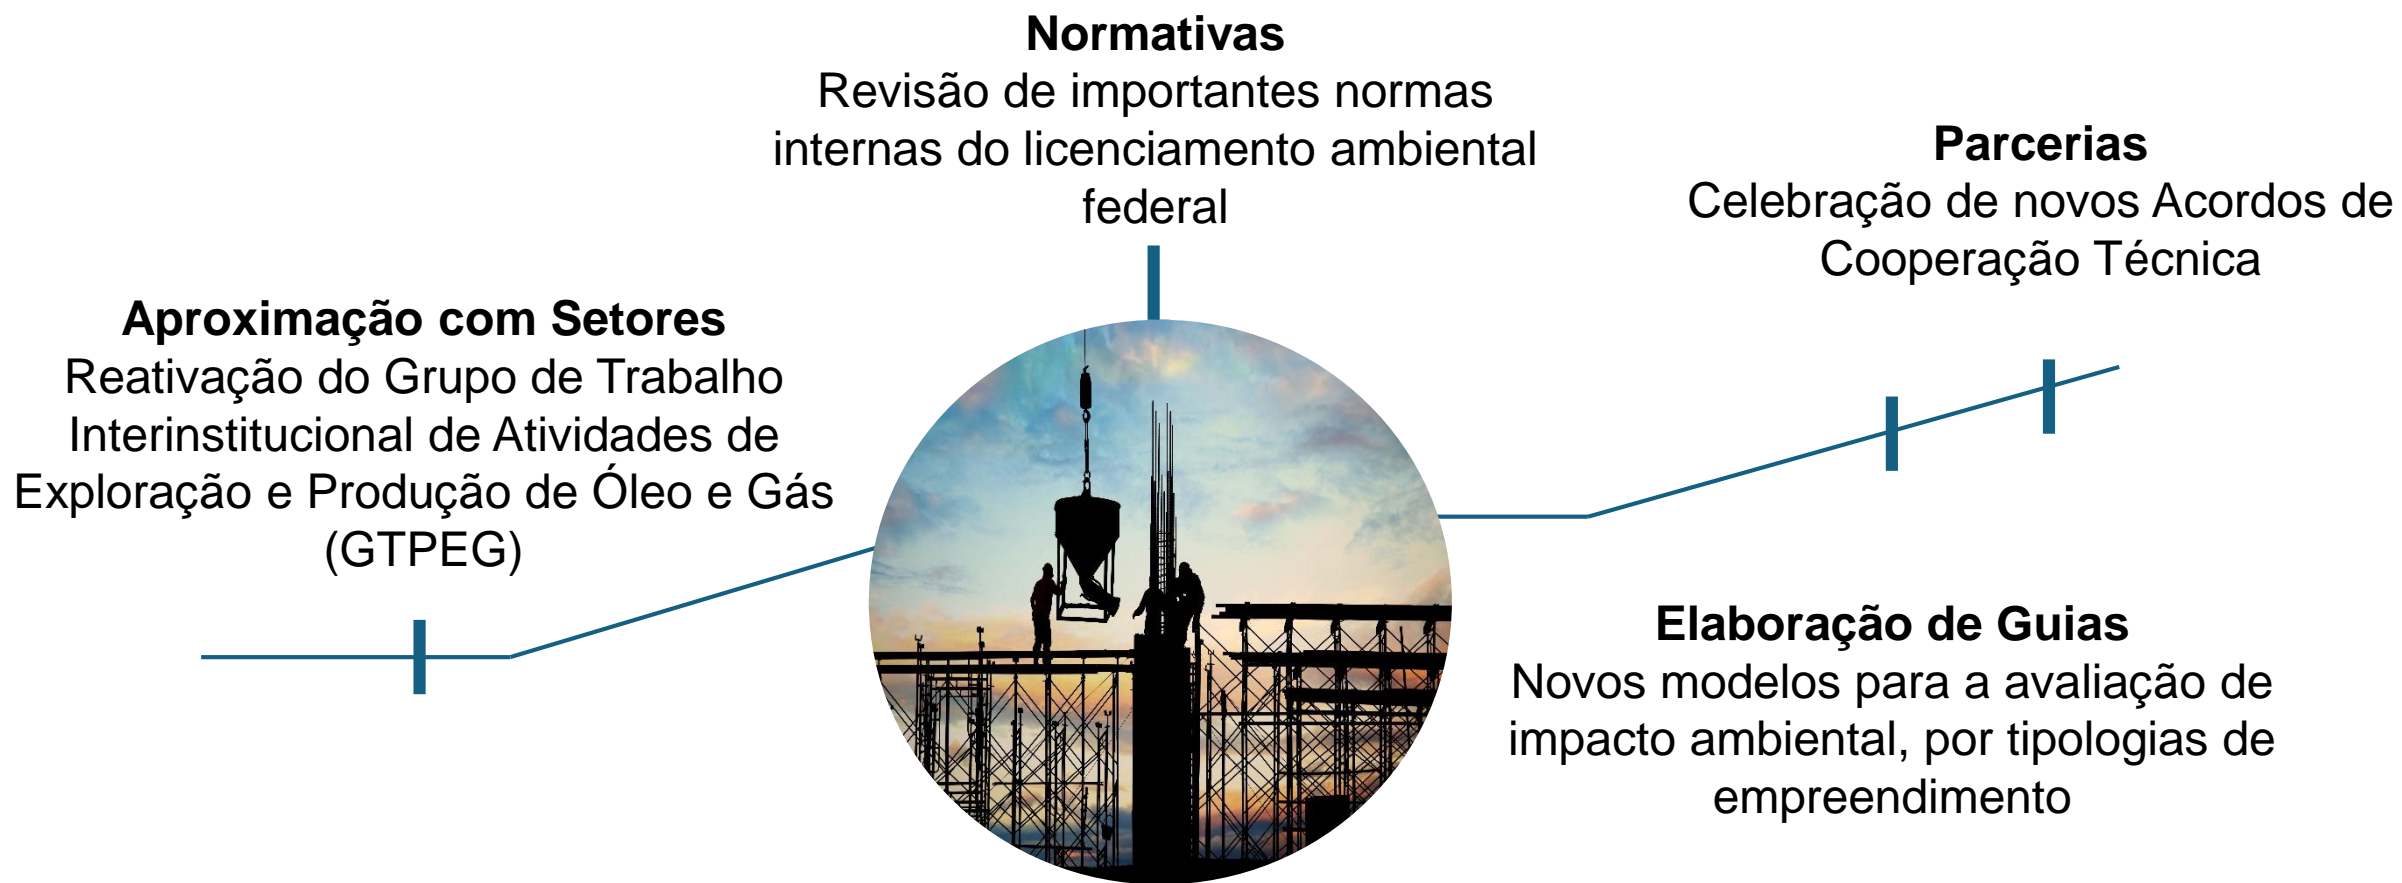 Aproximação com Setores
Reativação do Grupo de Trabalho
Interinstitucional de Atividades de
Exploração e Produção de Óleo e Gás
(GTPEG)
Normativas
Revisão de importantes normas
internas do licenciamento ambiental
federal
Parcerias
Celebração de novos Acordos de
Cooperação Técnica
Elaboração de Guias
Novos modelos para a avaliação de
impacto ambiental, por tipologias de
empreendimento